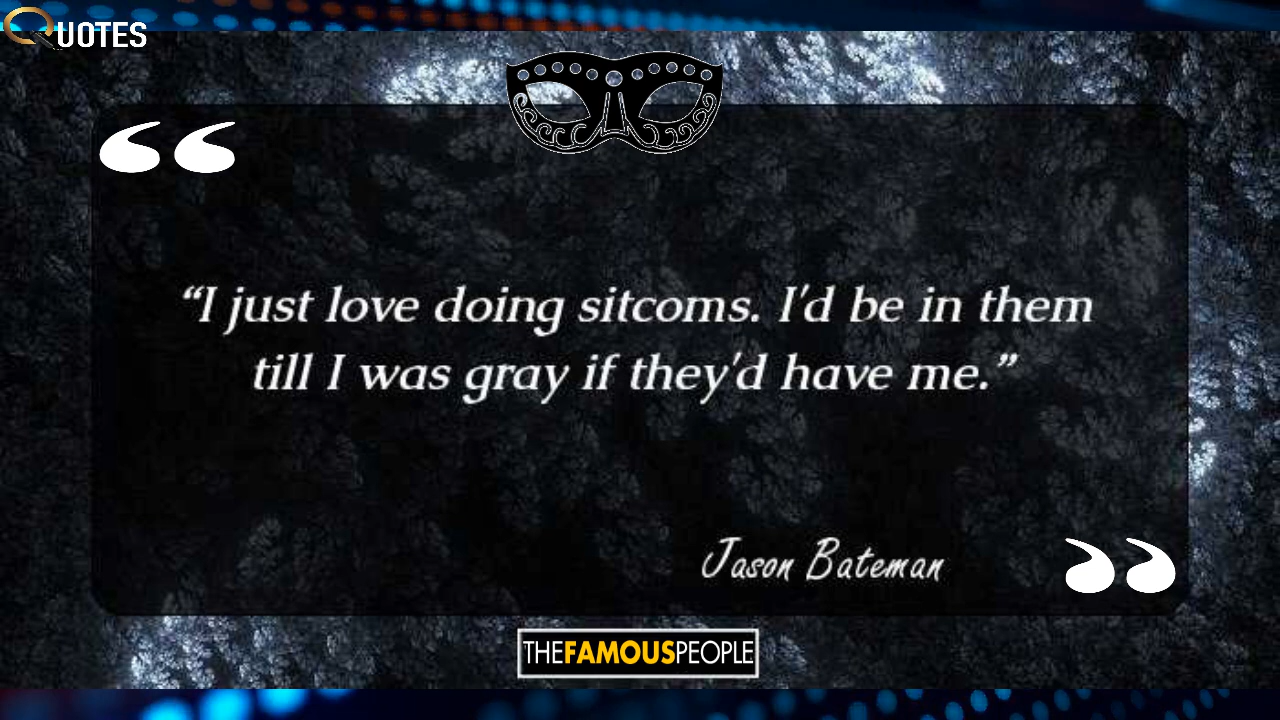 QUOTES
“I just love doing sitcoms. I'd be in them
till I was gray if they'd have me.”
Jason Bateman
THEFAMOUSPEOPLE